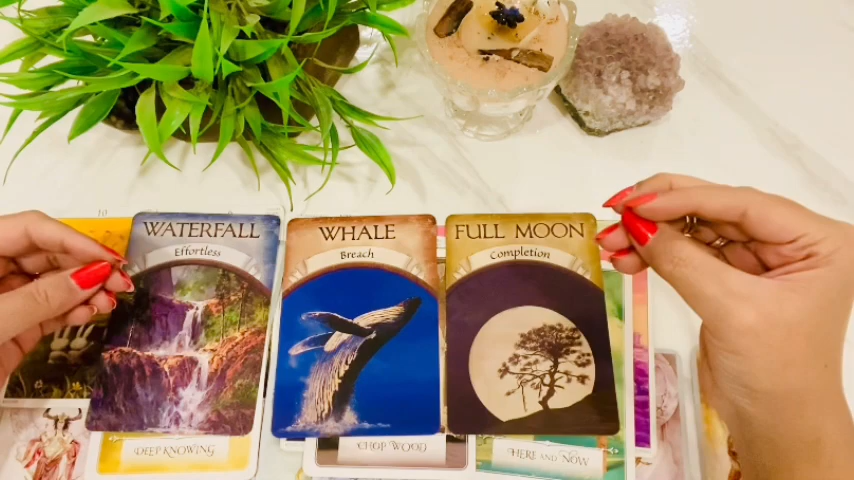 WATERFALL
Effortless
WHALE
Breach
FULL MOON
Completion
DEEP KNOWING
CHOP WOOD
HERE AND NOW